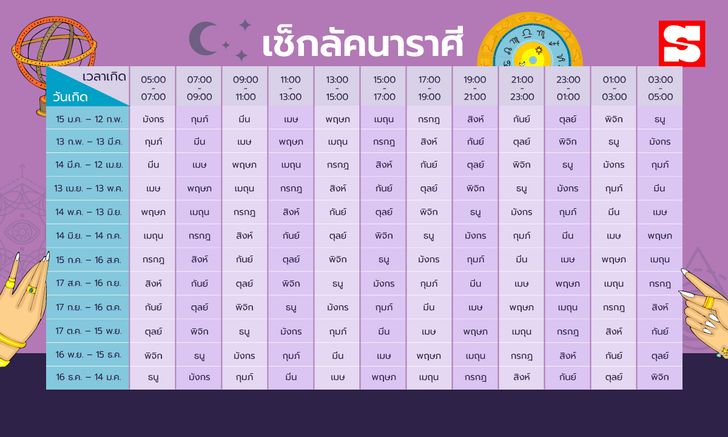 เช็กลัคนาราศี
S
เวลาเกิด
วันเกิด
05:00 - 07:00 07:00 - 09:00 09:00 - 11:00 11:00 - 13:00 13:00 - 15:00 15:00 - 17:00 17:00 - 19:00 19:00 - 21:00 21:00 - 23:00 23:00 - 01:00 01:00 - 03:00 03:00 - 05:00
15 ม.ค. – 12 ก.พ. มังกร กุมภ์ มีน เมษ พฤษภ เมถุน กรกฎ สิงห์ กันย์ ตุลย์ พิจิก ธนู
13 ก.พ. – 13 มี.ค. กุมภ์ มีน เมษ พฤษภ เมถุน กรกฎ สิงห์ กันย์ ตุลย์ พิจิก ธนู มังกร
14 มี.ค. – 12 เม.ย. มีน เมษ พฤษภ เมถุน กรกฎ สิงห์ กันย์ ตุลย์ พิจิก ธนู มังกร กุมภ์
13 เม.ย. – 13 พ.ค. เมษ พฤษภ เมถุน กรกฎ สิงห์ กันย์ ตุลย์ พิจิก ธนู มังกร กุมภ์ มีน
14 พ.ค. – 13 มิ.ย. พฤษภ เมถุน กรกฎ สิงห์ กันย์ ตุลย์ พิจิก ธนู มังกร กุมภ์ มีน เมษ
14 มิ.ย. – 14 ก.ค. เมถุน กรกฎ สิงห์ กันย์ ตุลย์ พิจิก ธนู มังกร กุมภ์ มีน เมษ พฤษภ
15 ก.ค. – 16 ส.ค. กรกฎ สิงห์ กันย์ ตุลย์ พิจิก ธนู มังกร กุมภ์ มีน เมษ พฤษภ เมถุน
17 ส.ค. – 16 ก.ย. สิงห์ กันย์ ตุลย์ พิจิก ธนู มังกร กุมภ์ มีน เมษ พฤษภ เมถุน กรกฎ
17 ก.ย. – 16 ต.ค. กันย์ ตุลย์ พิจิก ธนู มังกร กุมภ์ มีน เมษ พฤษภ เมถุน กรกฎ สิงห์
17 ต.ค. – 15 พ.ย. ตุลย์ พิจิก ธนู มังกร กุมภ์ มีน เมษ พฤษภ เมถุน กรกฎ สิงห์ กันย์
16 พ.ย. – 15 ธ.ค. พิจิก ธนู มังกร กุมภ์ มีน เมษ พฤษภ เมถุน กรกฎ สิงห์ กันย์ ตุลย์
16 ธ.ค. – 14 ม.ค. ธนู มังกร กุมภ์ มีน เมษ พฤษภ เมถุน กรกฎ สิงห์ กันย์ ตุลย์ พิจิก